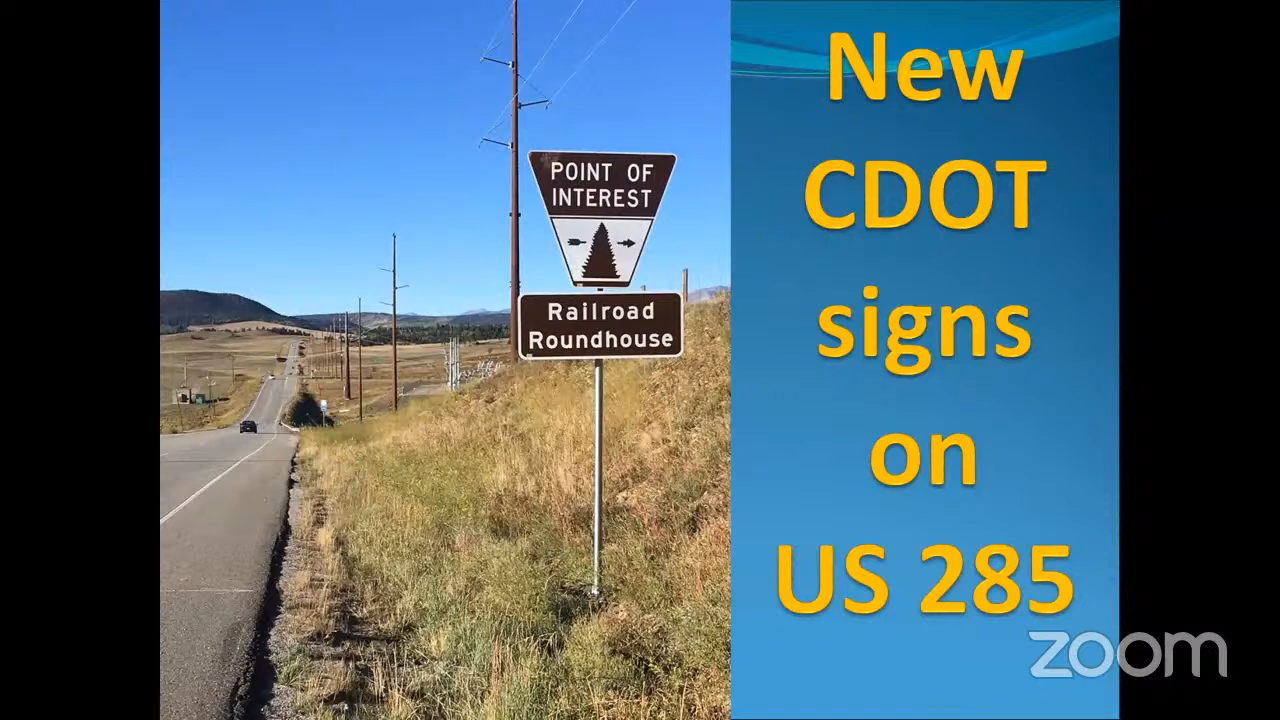 POINT OF
INTEREST
Railroad
Roundhouse
New
CDOT
signs
on
US 285
zoom